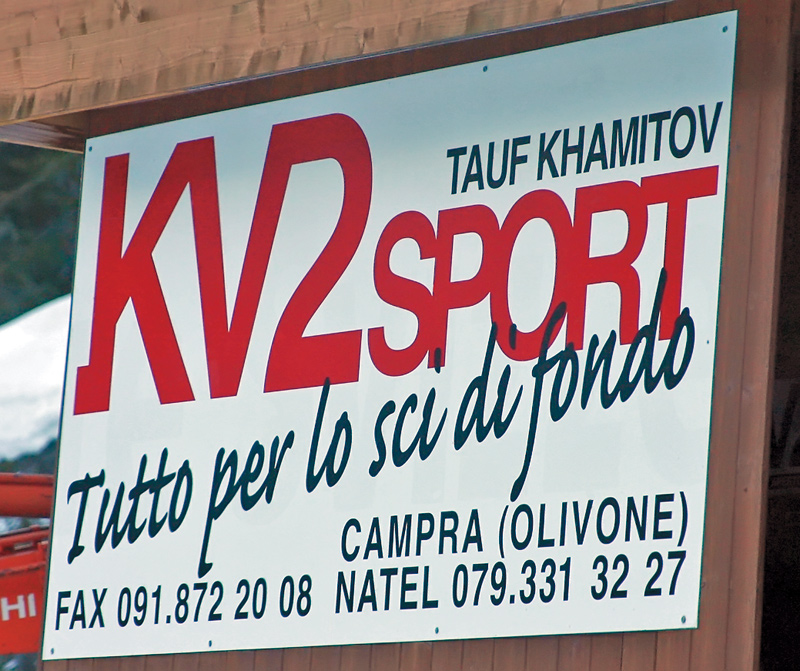 TAUF KHAMITOV
KV2 SPORT
Tutto per lo sci di fondo
CAMPRA (OLIVONE)
FAX 091.872 20 08 NATEL 079.331 32 27
HI